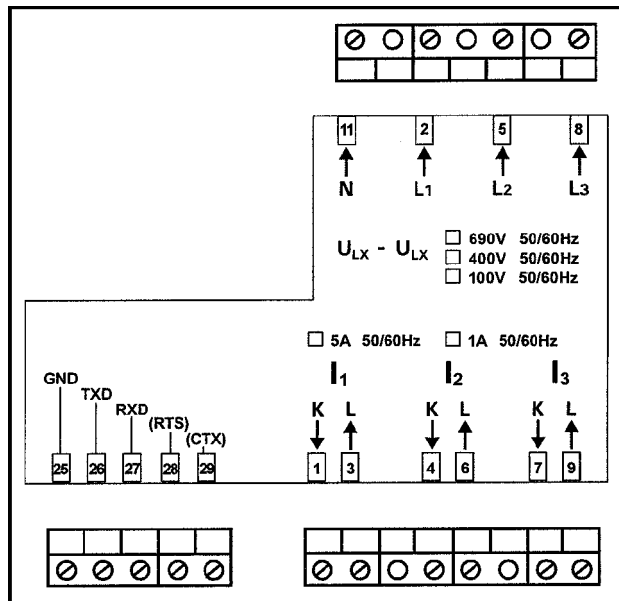 11 2 5 8
N L1 L2 L3
ULX - ULX
690V 50/60Hz
400V 50/60Hz
100V 50/60Hz
5A 50/60Hz 1A 50/60Hz
I1 I2 I3
GND
TXD
RXD
(RTS)
(CTX)
K L K L K L
25 26 27 28 29 1 3 4 6 7 9